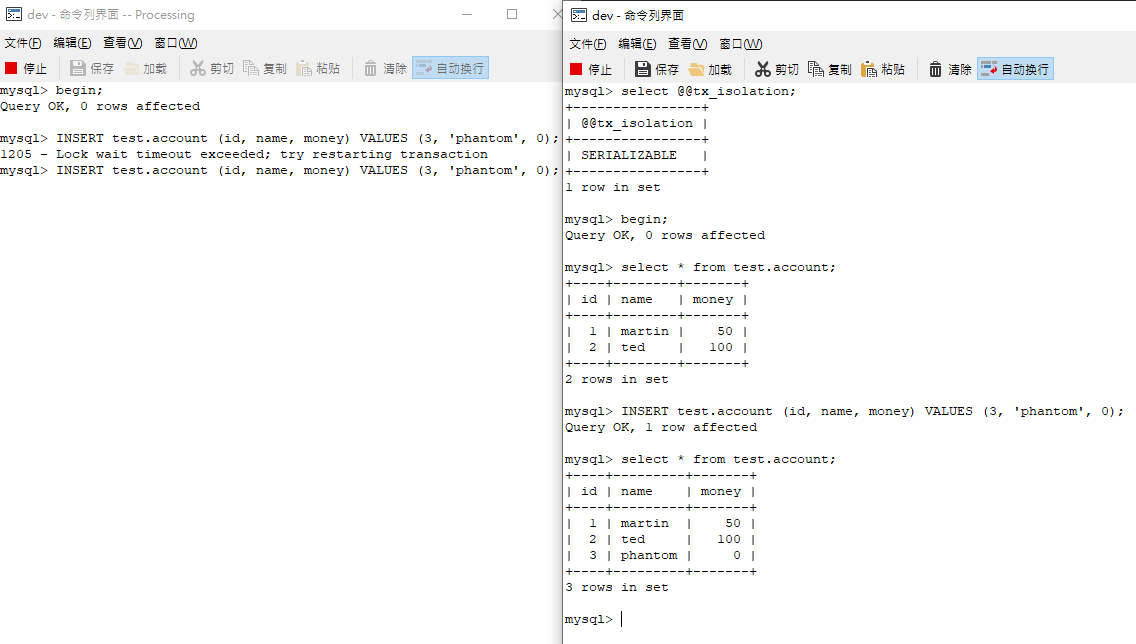 dev - 命令列界面 -- Processing
文件(F) 编辑(E) 查看(V) 窗口(W)
停止 保存 加载 剪切 复制 粘贴 清除 自动换行
mysql> begin;
Query OK, 0 rows affected
mysql> INSERT test.account (id, name, money) VALUES (3, 'phantom', 0);
1205 - Lock wait timeout exceeded; try restarting transaction
mysql> INSERT test.account (id, name, money) VALUES (3, 'phantom', 0);
dev - 命令列界面
文件(F) 编辑(E) 查看(V) 窗口(W)
停止 保存 加载 剪切 复制 粘贴 清除 自动换行
mysql> select @@tx_isolation;
+----------------+
| @@tx_isolation |
+----------------+
| SERIALIZABLE   |
+----------------+
1 row in set
mysql> begin;
Query OK, 0 rows affected
mysql> select * from test.account;
+----+--------+-------+
| id | name   | money |
+----+--------+-------+
|  1 | martin |    50 |
|  2 | ted    |   100 |
+----+--------+-------+
2 rows in set
mysql> INSERT test.account (id, name, money) VALUES (3, 'phantom', 0);
Query OK, 1 row affected
mysql> select * from test.account;
+----+---------+-------+
| id | name    | money |
+----+---------+-------+
|  1 | martin  |    50 |
|  2 | ted     |   100 |
|  3 | phantom |     0 |
+----+---------+-------+
3 rows in set
mysql>